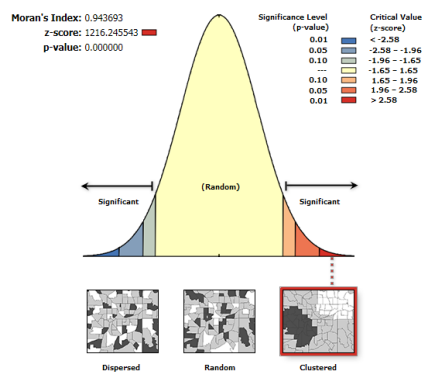 Moran's Index: 0.943693
z-score: 1216.245543
p-value: 0.000000
Significance Level
(p-value)
Critical Value
(z-score)
0.01 < -2.58
0.05 -2.58 – -1.96
0.10 -1.96 – -1.65
--- -1.65 – 1.65
0.10 1.65 – 1.96
0.05 1.96 – 2.58
0.01 > 2.58
Significant
(Random)
Significant
Dispersed
Random
Clustered